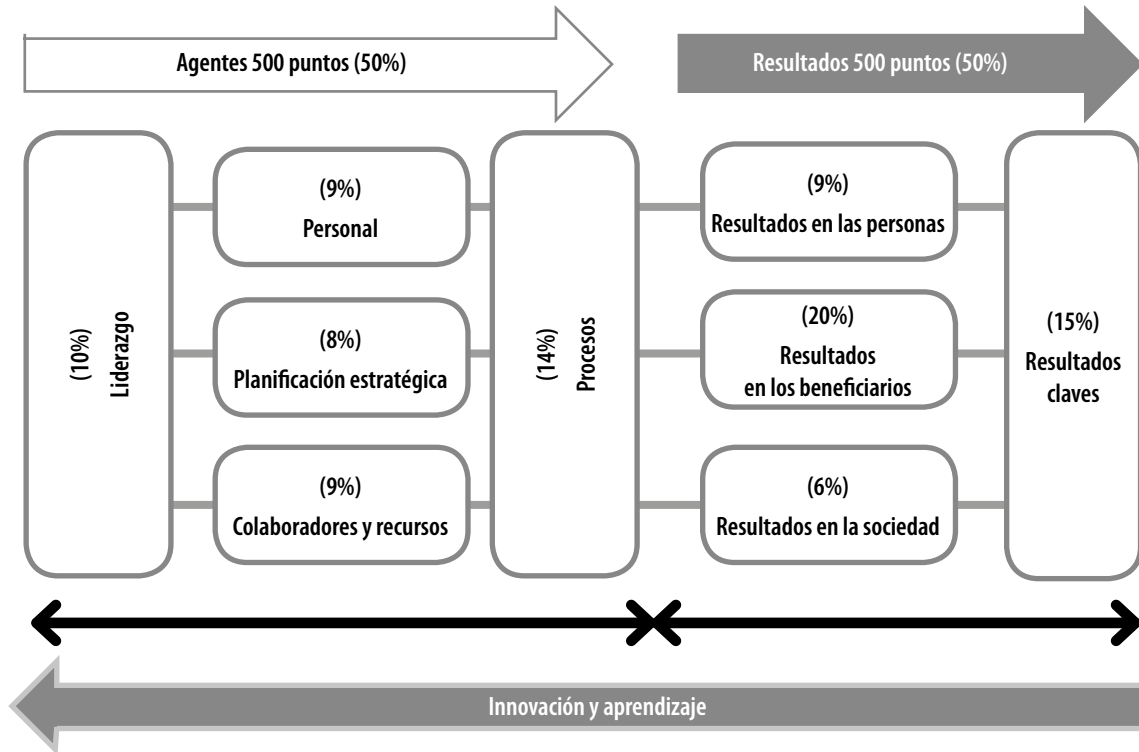 Agentes 500 puntos (50%)
Resultados 500 puntos (50%)
(10%)
Liderazgo
(9%)
Personal
(8%)
Planificación estratégica
(9%)
Colaboradores y recursos
(14%)
Procesos
(9%)
Resultados en las personas
(20%)
Resultados
en los beneficiarios
(6%)
Resultados en la sociedad
(15%)
Resultados
claves
Innovación y aprendizaje